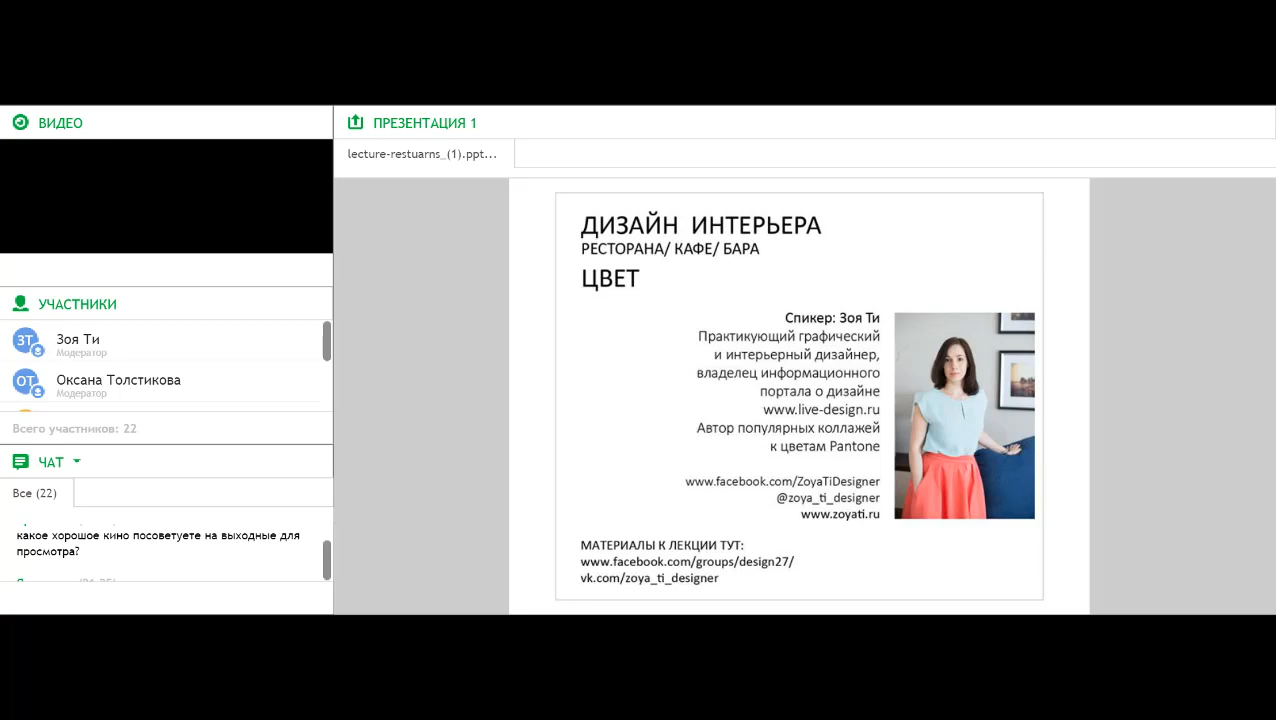 ВИДЕО
УЧАСТНИКИ
ЗТ
Зоя Ти
Модератор
ОТ
Оксана Толстикова
Модератор
Всего участников: 22
ЧАТ
Все (22)
какое хорошее кино посоветуете на выходные для
просмотра?
ПРЕЗЕНТАЦИЯ 1
lecture-restuarns_(1).ppt...
ДИЗАЙН ИНТЕРЬЕРА
РЕСТОРАНА/ КАФЕ/ БАРА
ЦВЕТ
Спикер: Зоя Ти
Практикующий графический
и интерьерный дизайнер,
владелец информационного
портала о дизайне
www.live-design.ru
Автор популярных коллажей
к цветам Pantone
www.facebook.com/ZoyaTiDesigner
@zoya_ti_designer
www.zoyati.ru
МАТЕРИАЛЫ К ЛЕКЦИИ ТУТ:
www.facebook.com/groups/design27/
vk.com/zoya_ti_designer